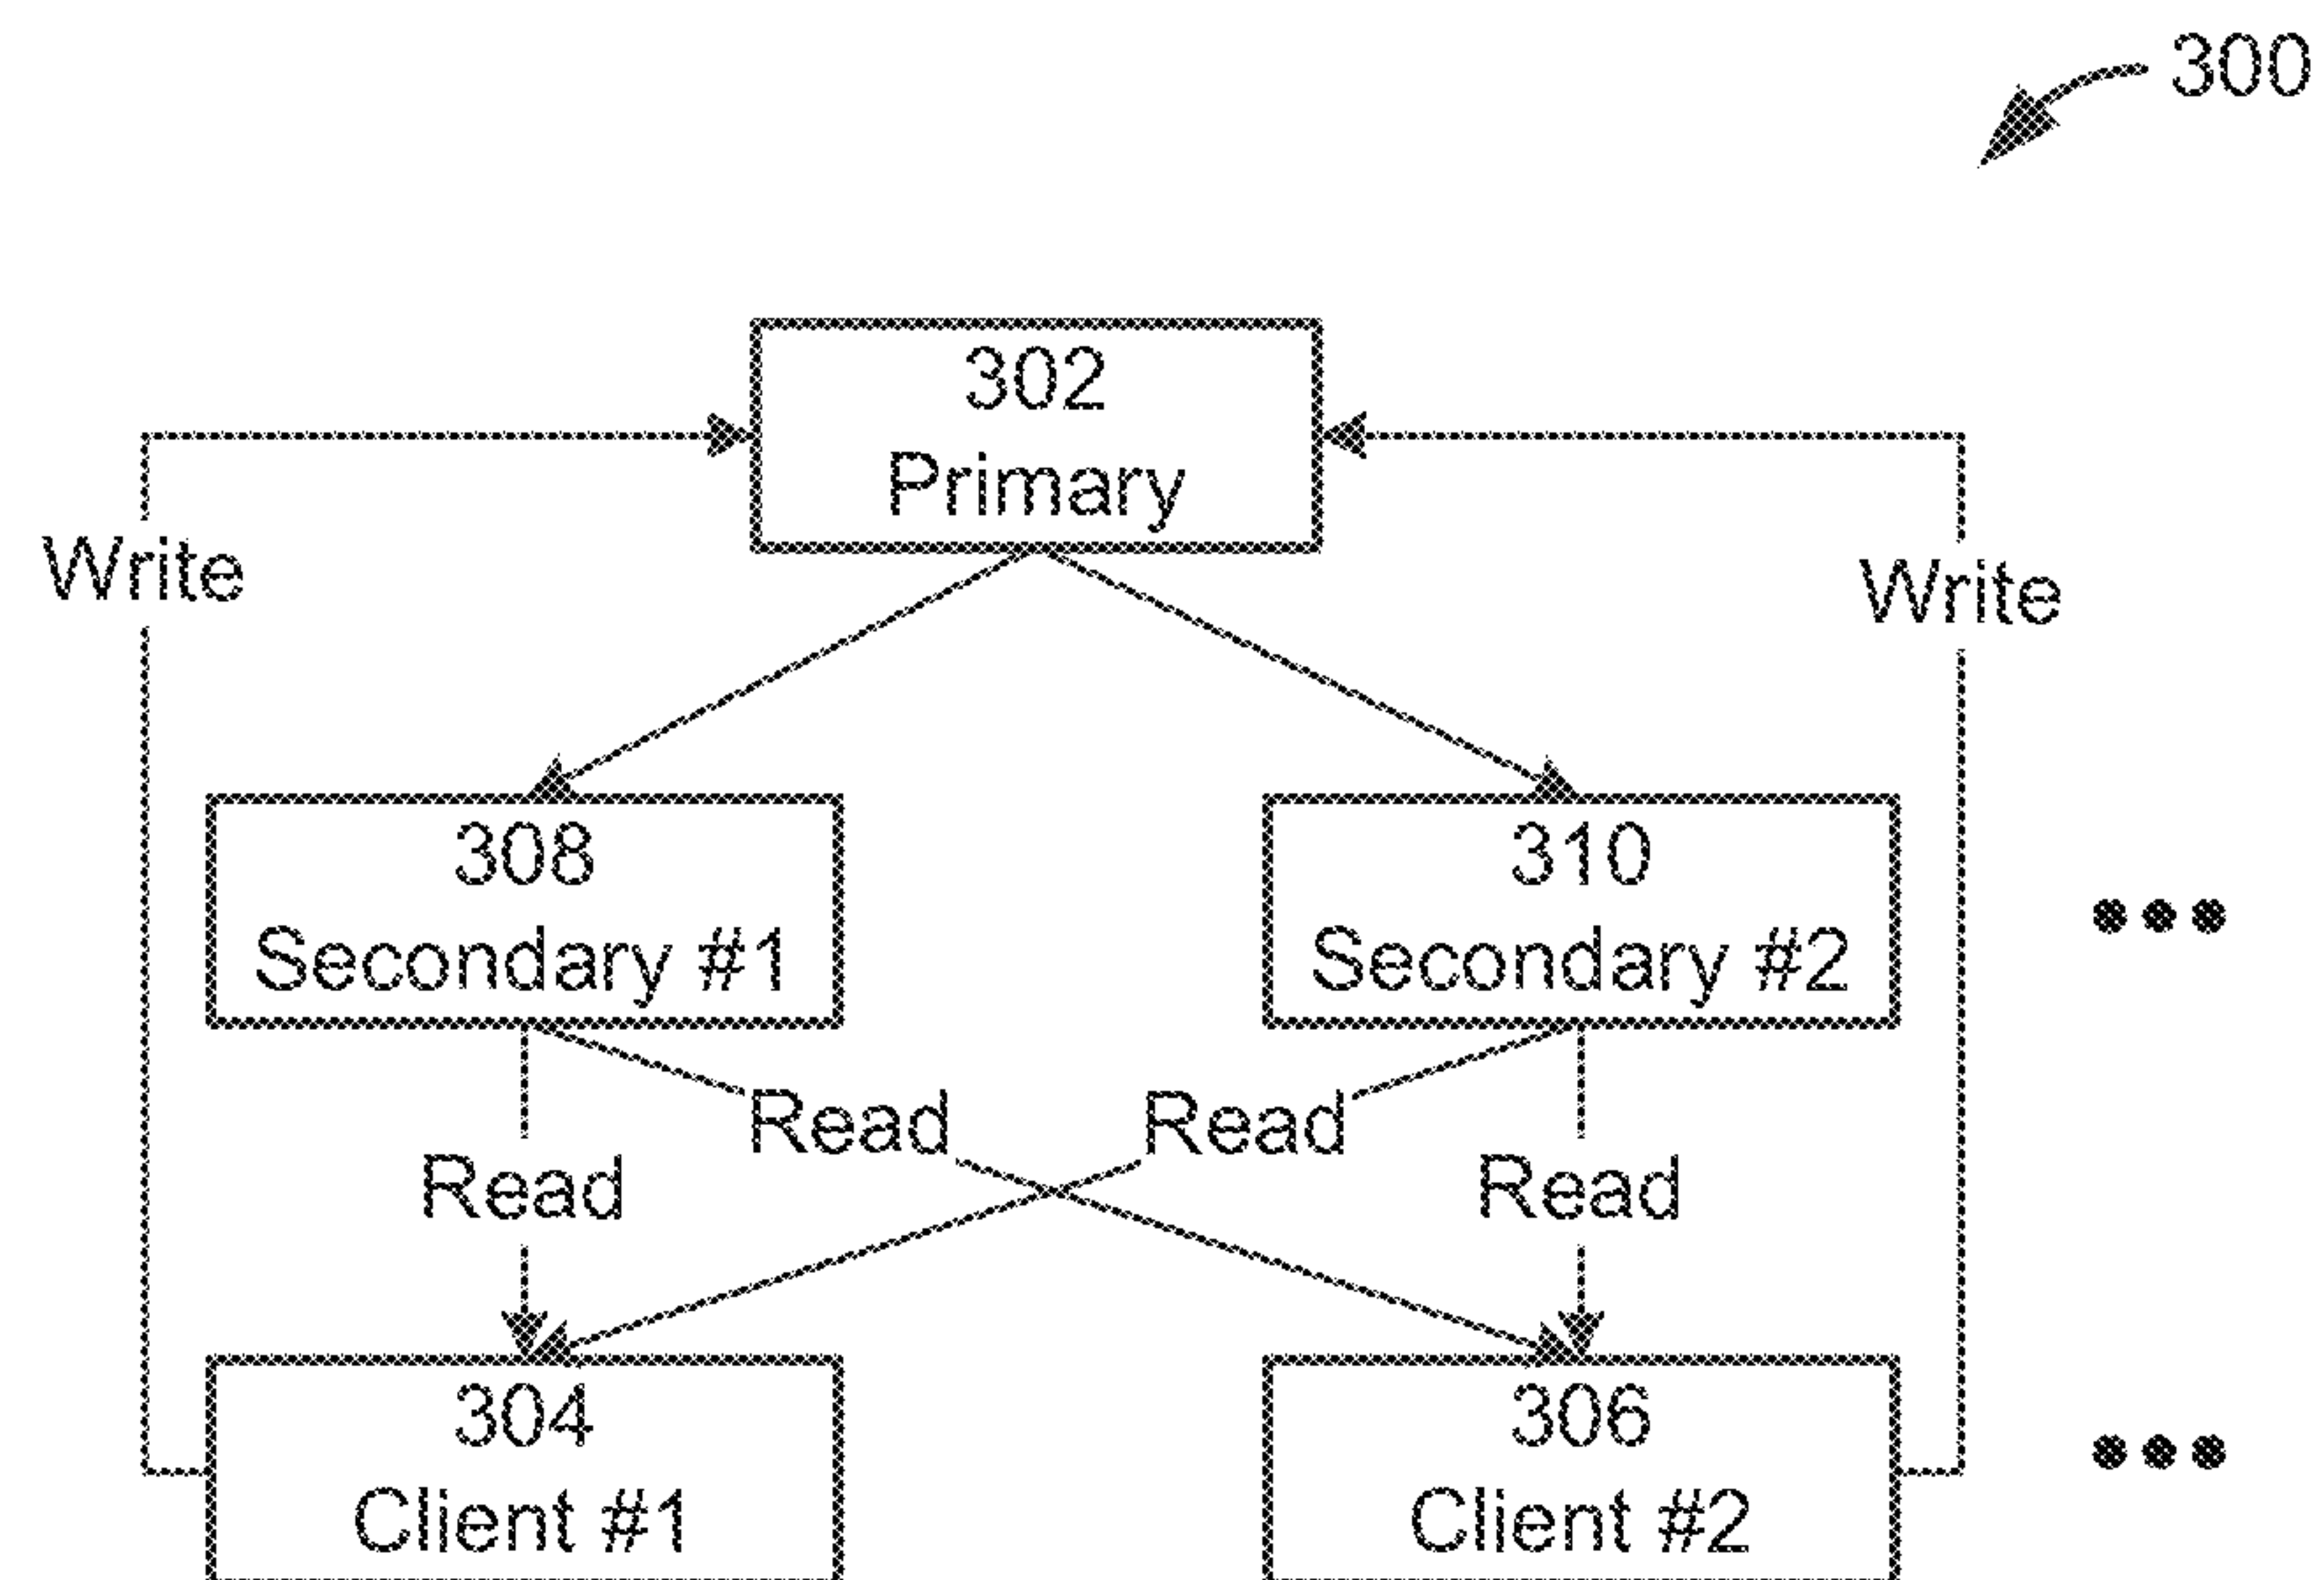 300
302
Primary
Write
Write
308
Secondary #1
310
Secondary #2
Read
Read
Read
Read
304
Client #1
306
Client #2